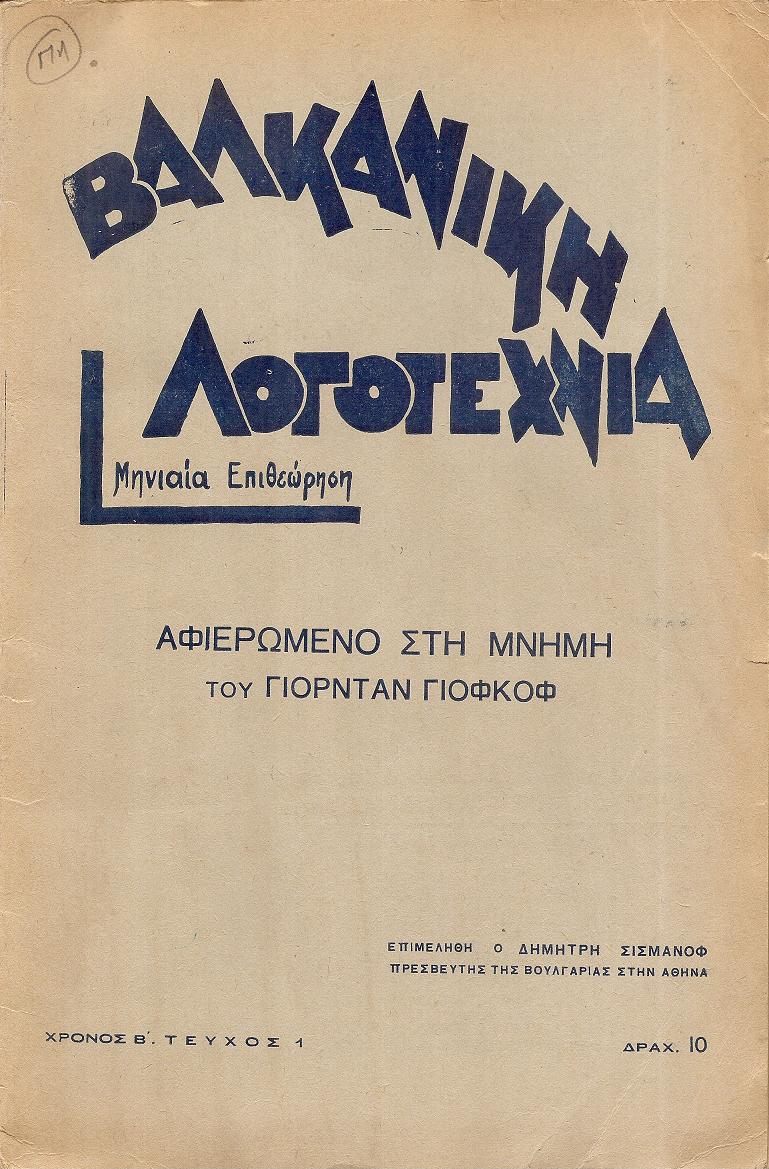 ΒΑΛΚΑΝΙΚΗ
ΛΟΓΟΤΕΧΝΙΑ
Μηνιαία Επιθεώρηση
ΑΦΙΕΡΩΜΕΝΟ ΣΤΗ ΜΝΗΜΗ
ΤΟΥ ΓΙΟΡΝΤΑΝ ΓΙΟΦΚΟΦ
ΕΠΙΜΕΛΗΘΗ Ο ΔΗΜΗΤΡΗ ΣΙΣΜΑΝΟΦ
ΠΡΕΣΒΕΥΤΗΣ ΤΗΣ ΒΟΥΛΓΑΡΙΑΣ ΣΤΗΝ ΑΘΗΝΑ
ΧΡΟΝΟΣ Β΄. ΤΕΥΧΟΣ 1
ΔΡΑΧ. 10